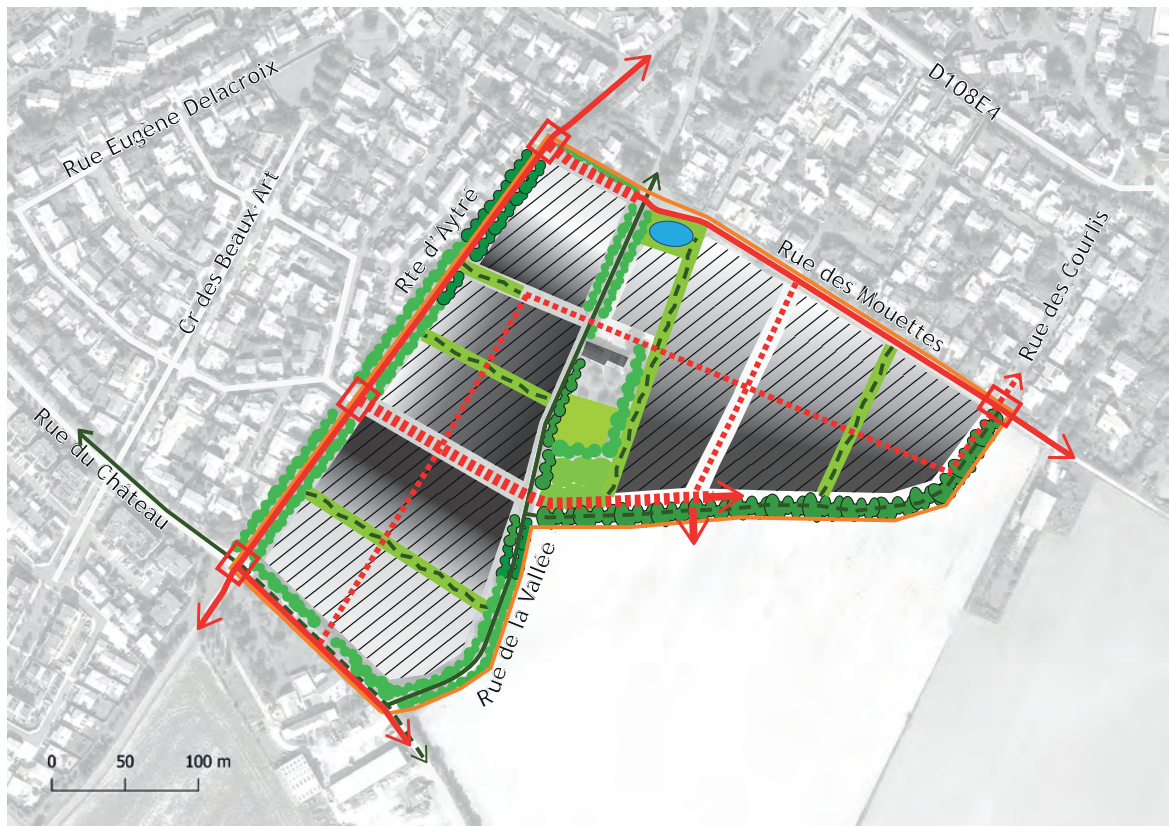 D108E4
Rue Eugène Delacroix
Cr des Beaux-Art
Rte d'Aytré
Rue des Mouettes
Rue des Courlis
Rue du Château
Rue de la Vallée
0 50 100 m